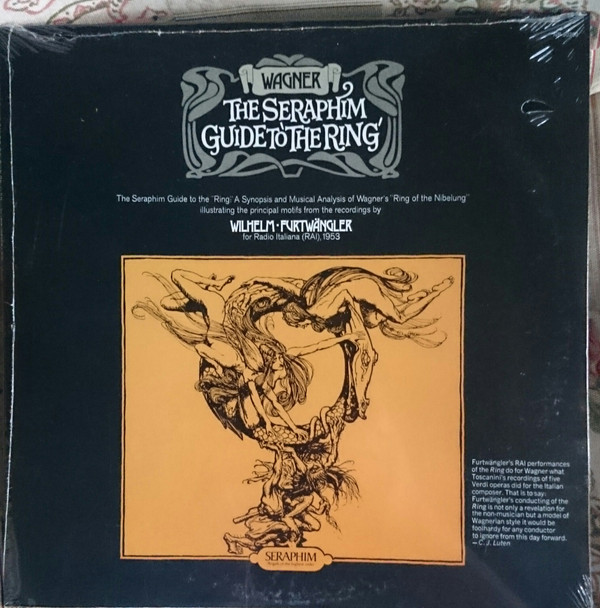 WAGNER
THE SERAPHIM
GUIDE TO THE RING
The Seraphim Guide to the "Ring." A Synopsis and Musical Analysis of Wagner's "Ring of the Nibelung"
illustrating the principal motifs from the recordings by
WILHELM · FURTWÄNGLER
for Radio Italiana (RAI), 1953
Furtwängler's RAI performances
of the Ring do for Wagner what
Toscanini's recordings of five
Verdi operas did for the Italian
composer. That is to say:
Furtwängler's conducting of the
Ring is not only a revelation for
the non-musician but a model of
Wagnerian style it would be
foolhardy for any conductor
to ignore from this day forward.
— C. J. Luten
SERAPHIM